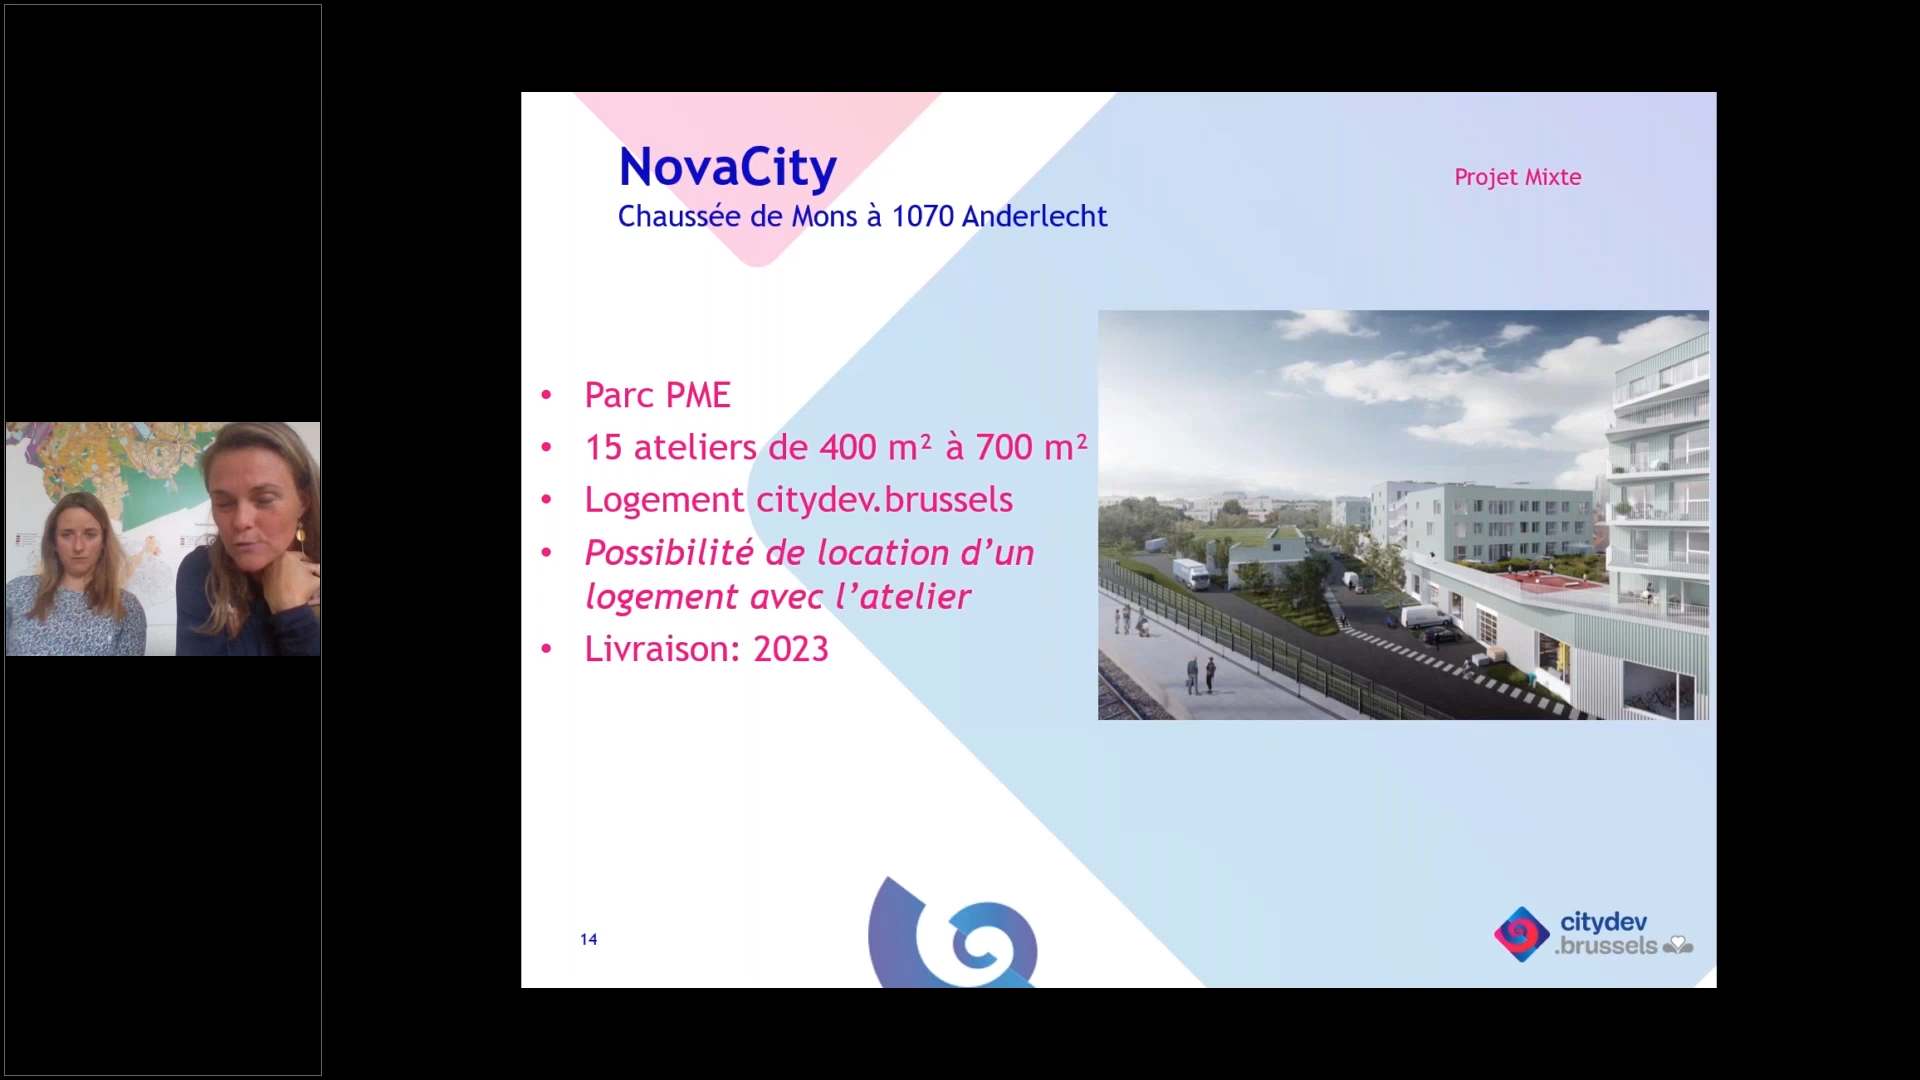 NovaCity
Chaussée de Mons à 1070 Anderlecht
Projet Mixte
• Parc PME
• 15 ateliers de 400 m² à 700 m²
• Logement citydev.brussels
• Possibilité de location d’un
logement avec l’atelier
• Livraison: 2023
14
citydev
.brussels